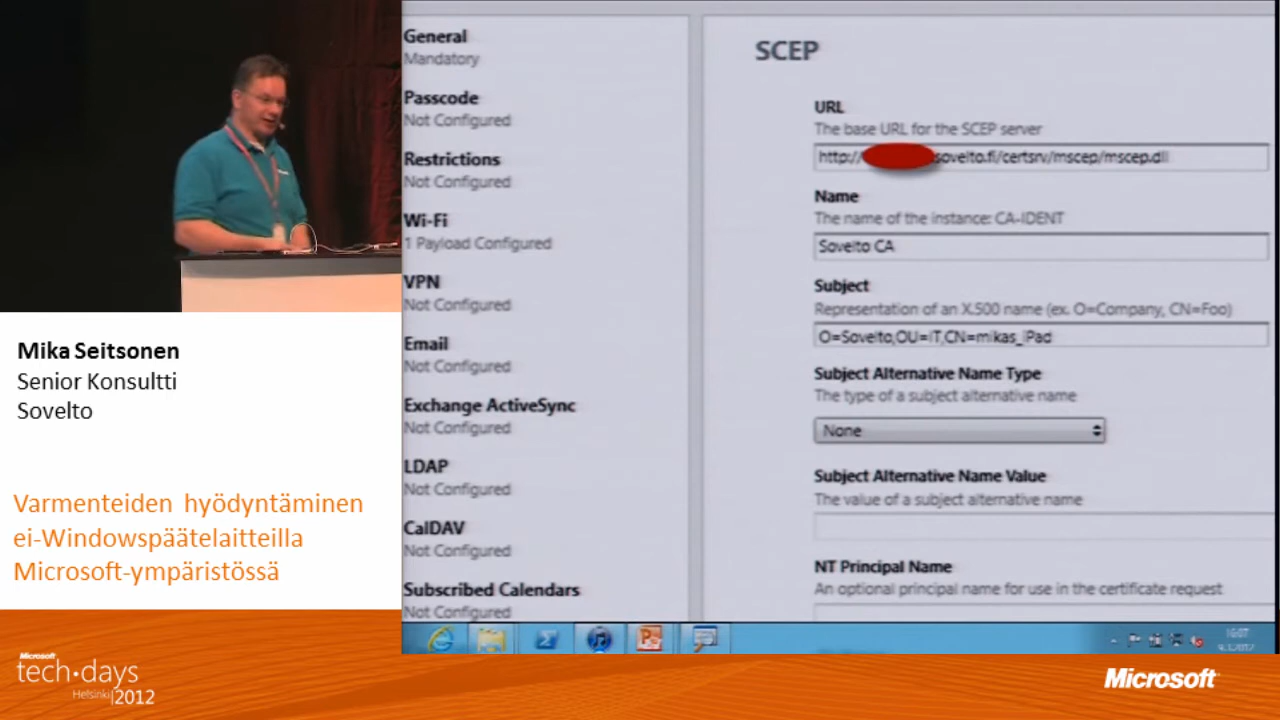 General
Mandatory
Passcode
Not Configured
Restrictions
Not Configured
Wi-Fi
1 Payload Configured
VPN
Not Configured
Email
Not Configured
Exchange ActiveSync
Not Configured
LDAP
Not Configured
CalDAV
Not Configured
Subscribed Calendars
Not Configured
SCEP
URL
The base URL for the SCEP server
http:// sovelto.fi/certsrv/mscep/mscep.dll
Name
The name of the instance: CA-IDENT
Sovelto CA
Subject
Representation of an X.500 name (ex. O=Company, CN=Foo)
O=Sovelto,OU=IT,CN=mikas_iPad
Subject Alternative Name Type
The type of a subject alternative name
None
Subject Alternative Name Value
The value of a subject alternative name
NT Principal Name
An optional principal name for use in the certificate request
Mika Seitsonen
Senior Konsultti
Sovelto
Varmenteiden hyödyntäminen
ei-Windowspäätelaitteilla
Microsoft-ympäristössä
Microsoft
tech·days
Helsinki|2012
Microsoft